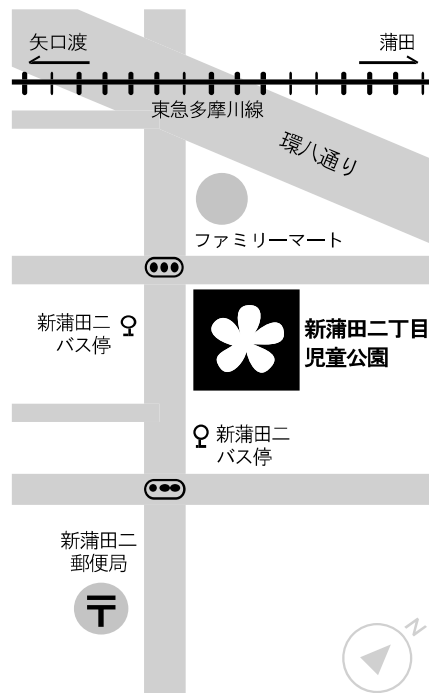 矢口渡
蒲田
東急多摩川線
環八通り
ファミリーマート
新蒲田二
バス停
新蒲田二丁目
児童公園
新蒲田二
バス停
新蒲田二
郵便局
〒
N